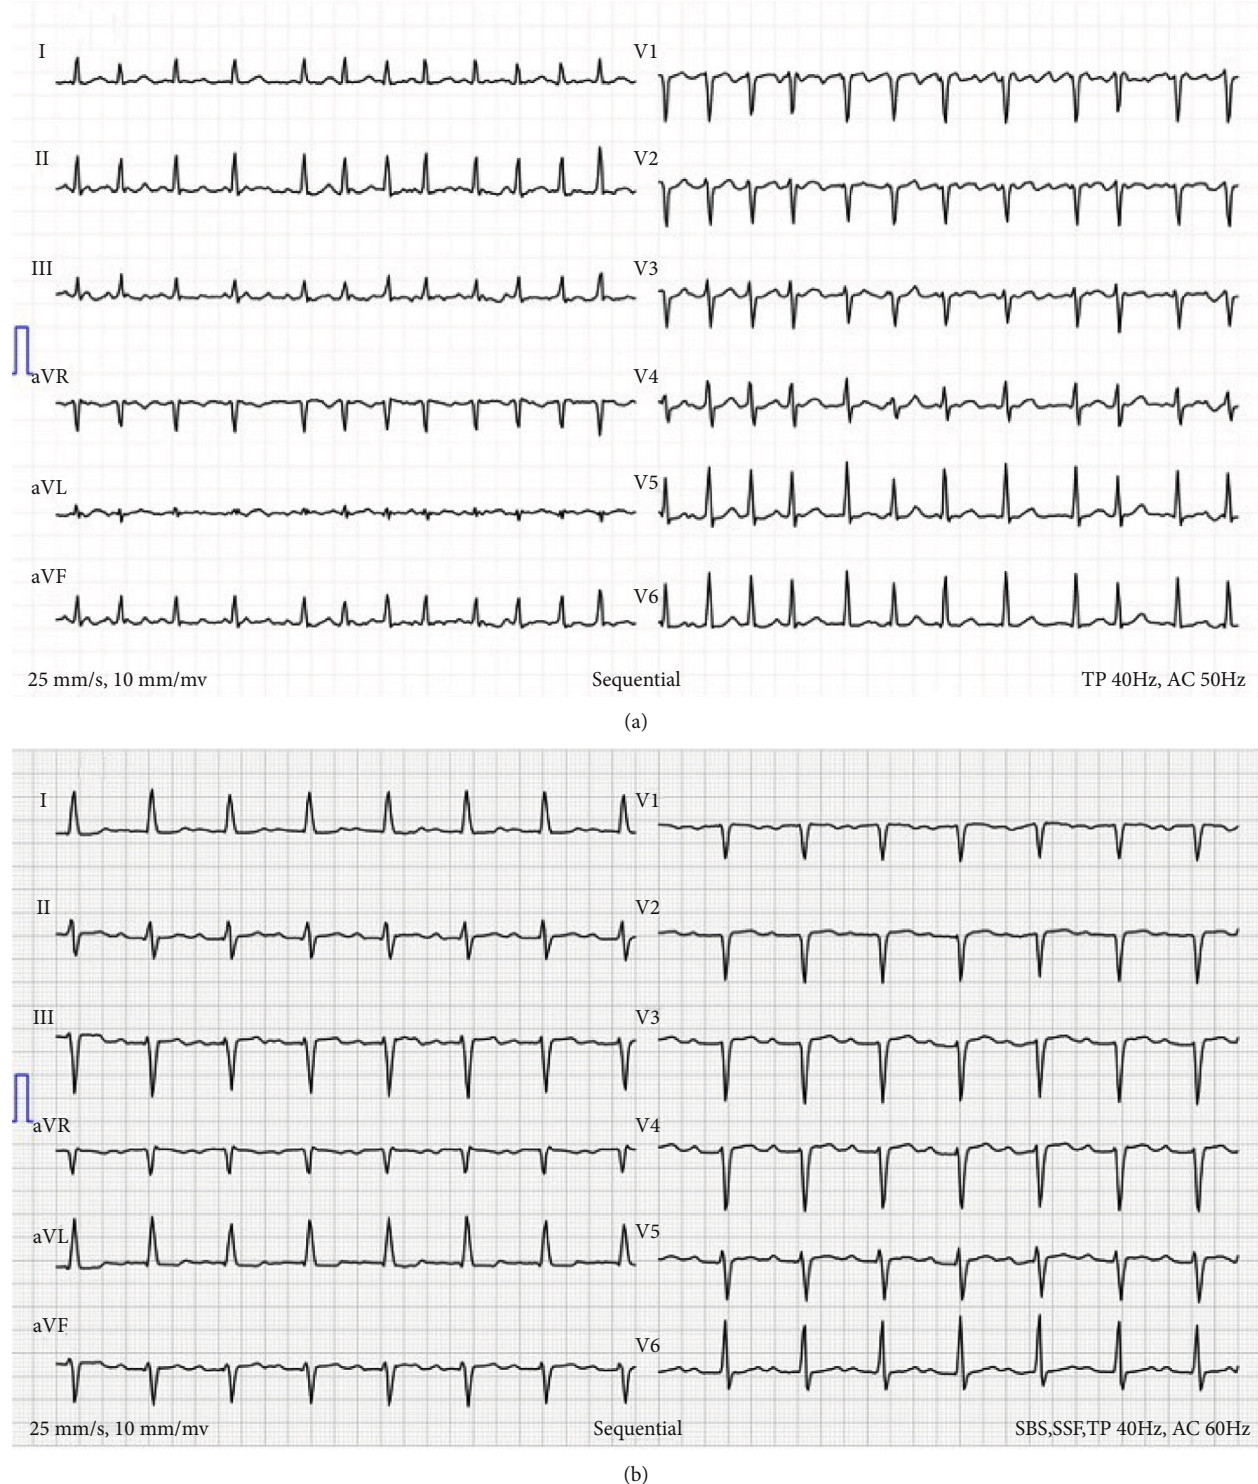 I
V1
II
V2
III
V3
aVR
V4
aVL
V5
aVF
V6
25 mm/s, 10 mm/mv Sequential TP 40Hz, AC 50Hz
(a)
I
V1
II
V2
III
V3
aVR
V4
aVL
V5
aVF
V6
25 mm/s, 10 mm/mv Sequential SBS,SSF,TP 40Hz, AC 60Hz
(b)